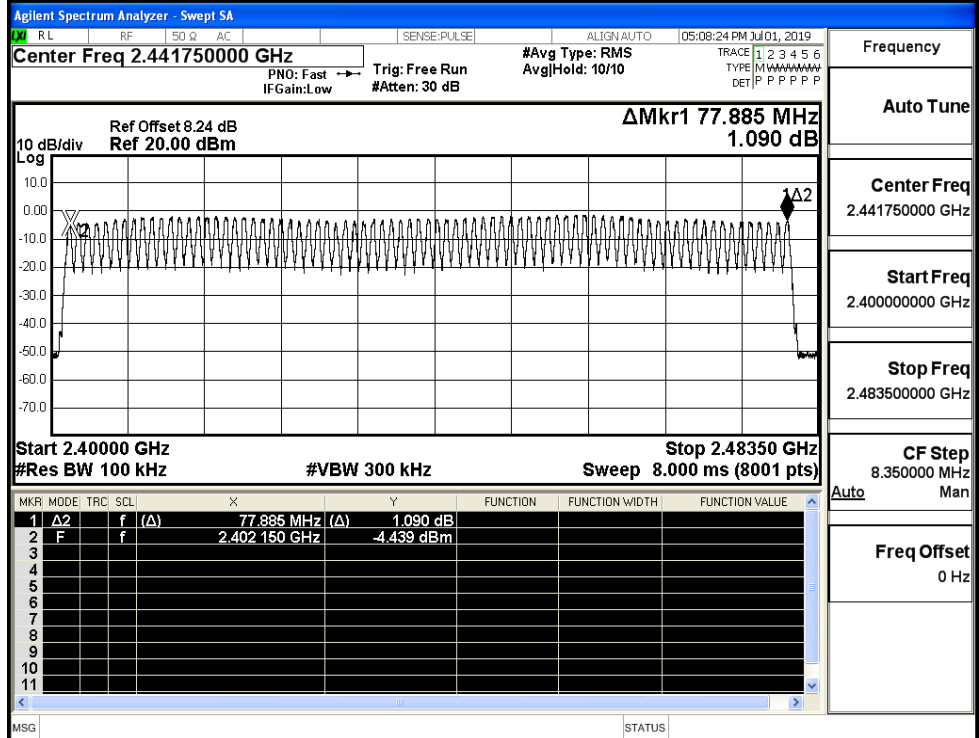 Agilent Spectrum Analyzer - Swept SA
LXI RL RF 50 Ω AC SENSE:PULSE ALIGN AUTO 05:08:24 PM Jul 01, 2019
Center Freq 2.441750000 GHz
PNO: Fast
IFGain:Low
Trig: Free Run
#Atten: 30 dB
#Avg Type: RMS
Avg|Hold: 10/10
TRACE 1 2 3 4 5 6
TYPE M WWWWW
DET P P P P P P
Ref Offset 8.24 dB
Ref 20.00 dBm
10 dB/div
Log
ΔMkr1 77.885 MHz
1.090 dB
10.0
0.00
-10.0
-20.0
-30.0
-40.0
-50.0
-60.0
-70.0
2
1Δ2
Start 2.40000 GHz Stop 2.48350 GHz
#Res BW 100 kHz #VBW 300 kHz Sweep 8.000 ms (8001 pts)
MKR MODE TRC SCL X Y FUNCTION FUNCTION WIDTH FUNCTION VALUE
1 Δ2 f (Δ) 77.885 MHz (Δ) 1.090 dB
2 F f 2.402 150 GHz -4.439 dBm
3
4
5
6
7
8
9
10
11
MSG STATUS
Frequency
Auto Tune
Center Freq
2.441750000 GHz
Start Freq
2.400000000 GHz
Stop Freq
2.483500000 GHz
CF Step
8.350000 MHz
Auto Man
Freq Offset
0 Hz